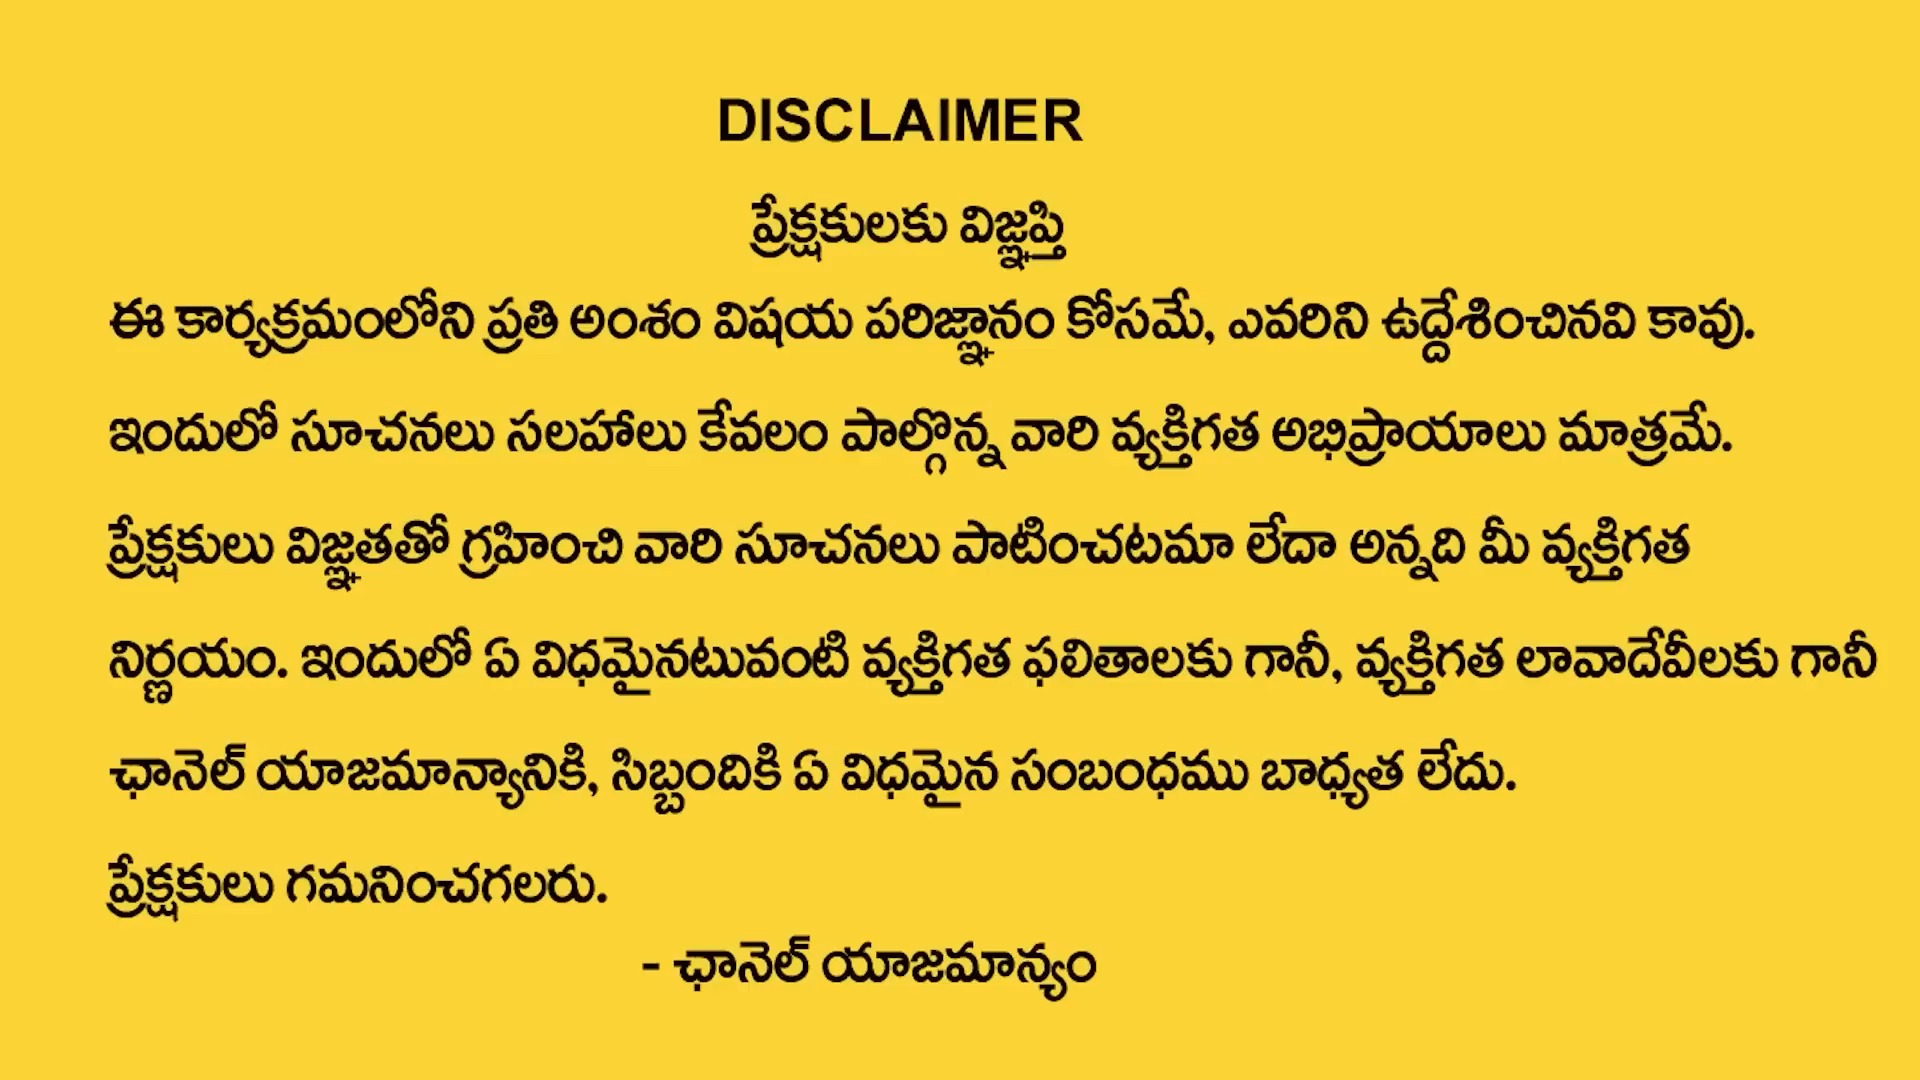 DISCLAIMER
ప్రేక్షకులకు విజ్ఞప్తి
ఈ కార్యక్రమంలోని ప్రతి అంశం విషయ పరిజ్ఞానం కోసమే, ఎవరిని ఉద్దేశించినవి కావు.
ఇందులో సూచనలు సలహాలు కేవలం పాల్గొన్న వారి వ్యక్తిగత అభిప్రాయాలు మాత్రమే.
ప్రేక్షకులు విజ్ఞతతో గ్రహించి వారి సూచనలు పాటించటమా లేదా అన్నది మీ వ్యక్తిగత
నిర్ణయం. ఇందులో ఏ విధమైనటువంటి వ్యక్తిగత ఫలితాలకు గానీ, వ్యక్తిగత లావాదేవీలకు గానీ
ఛానెల్ యాజమాన్యానికి, సిబ్బందికి ఏ విధమైన సంబంధము బాధ్యత లేదు.
ప్రేక్షకులు గమనించగలరు.
- ఛానెల్ యాజమాన్యం